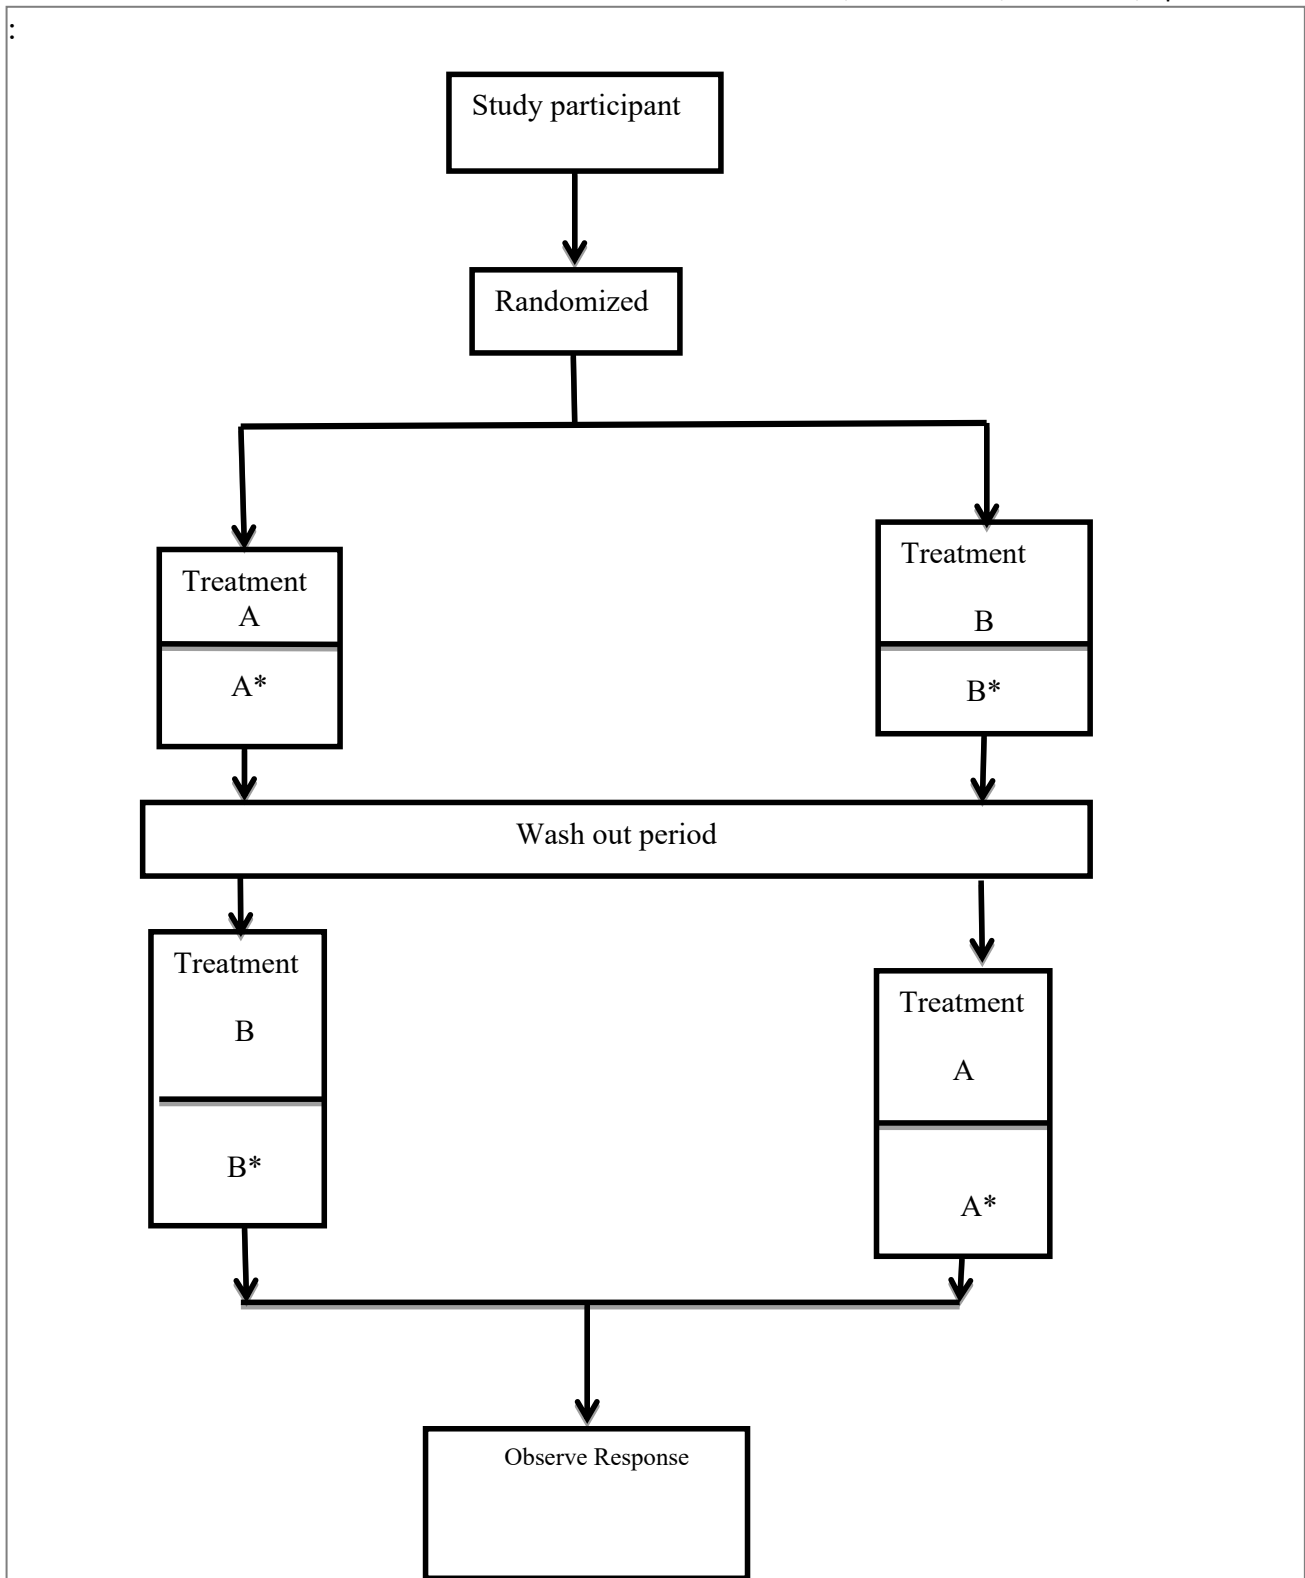 :
Study participant
Randomized
Treatment
A
A*
Treatment
B
B*
Wash out period
Treatment
B
B*
Treatment
A
A*
Observe Response